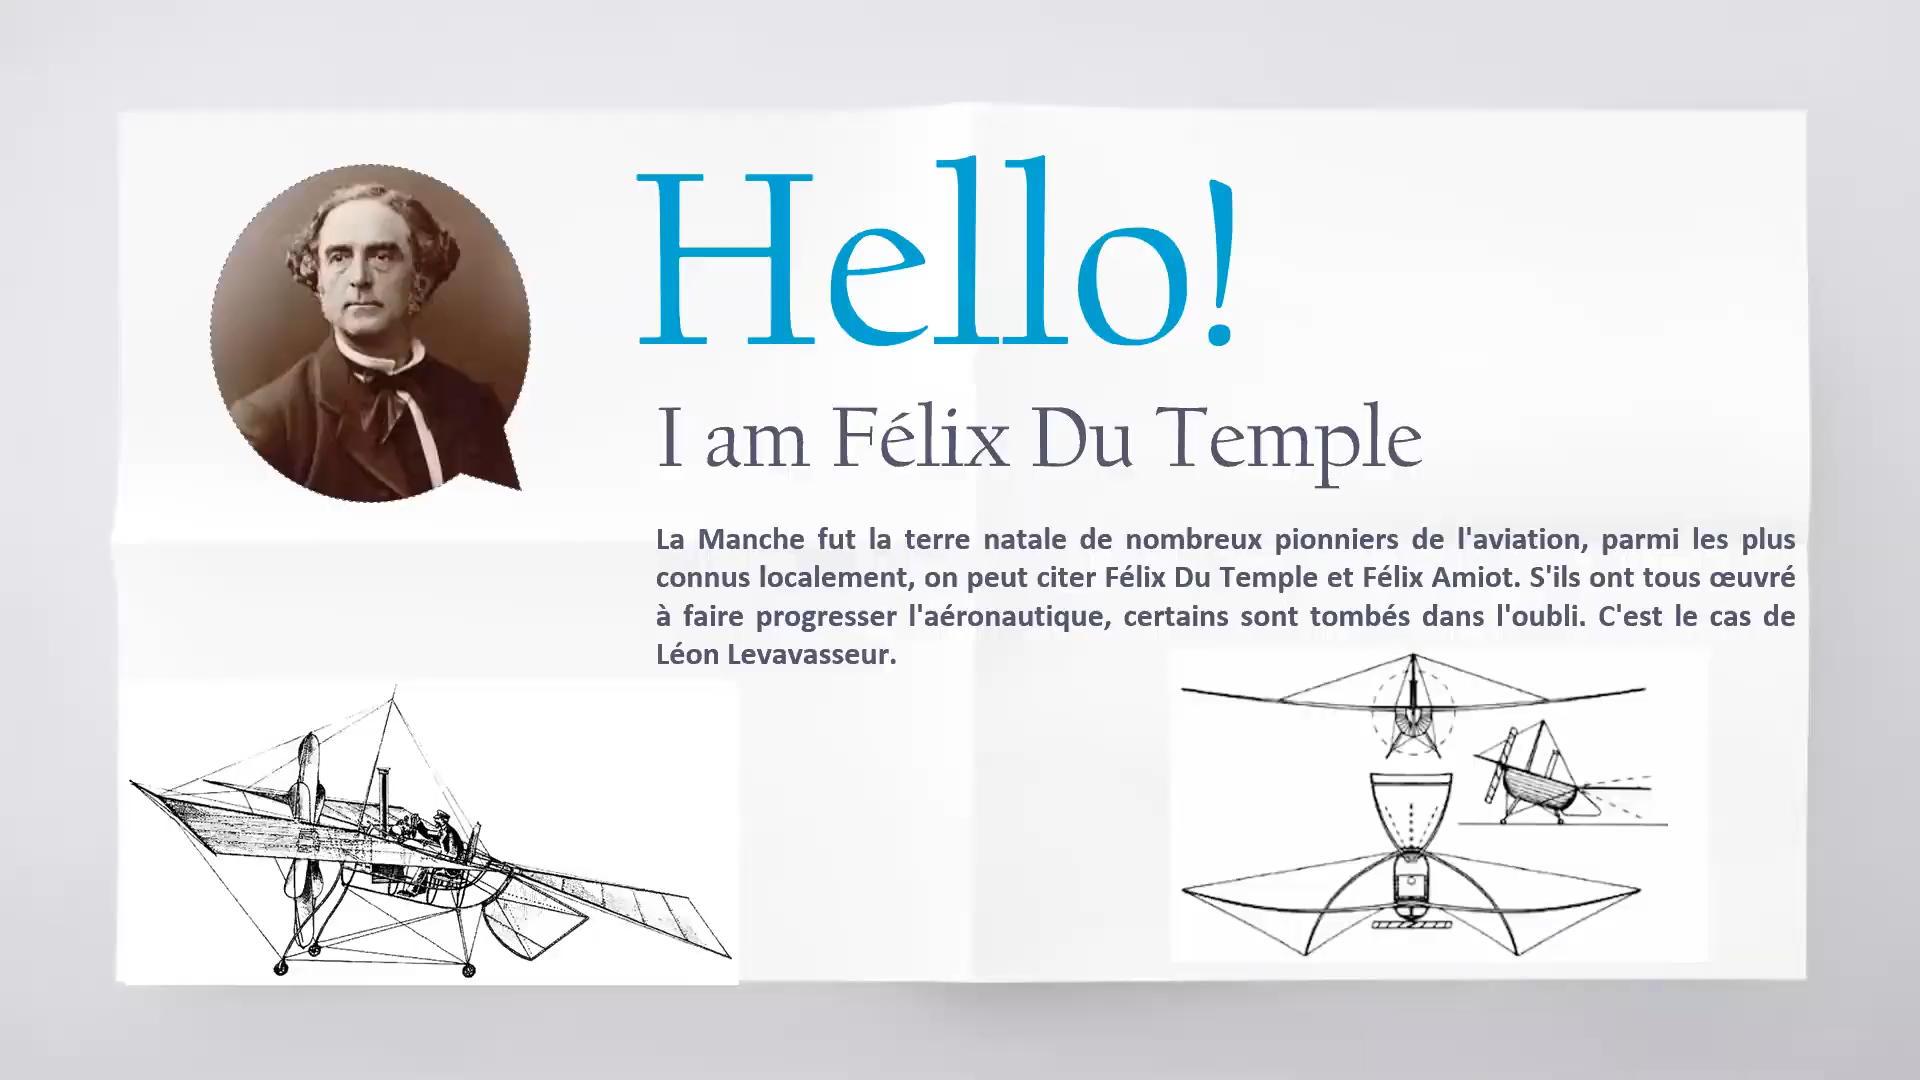 Hello!
I am Félix Du Temple
La Manche fut la terre natale de nombreux pionniers de l'aviation, parmi les plus
connus localement, on peut citer Félix Du Temple et Félix Amiot. S'ils ont tous œuvré
à faire progresser l'aéronautique, certains sont tombés dans l'oubli. C'est le cas de
Léon Levavasseur.